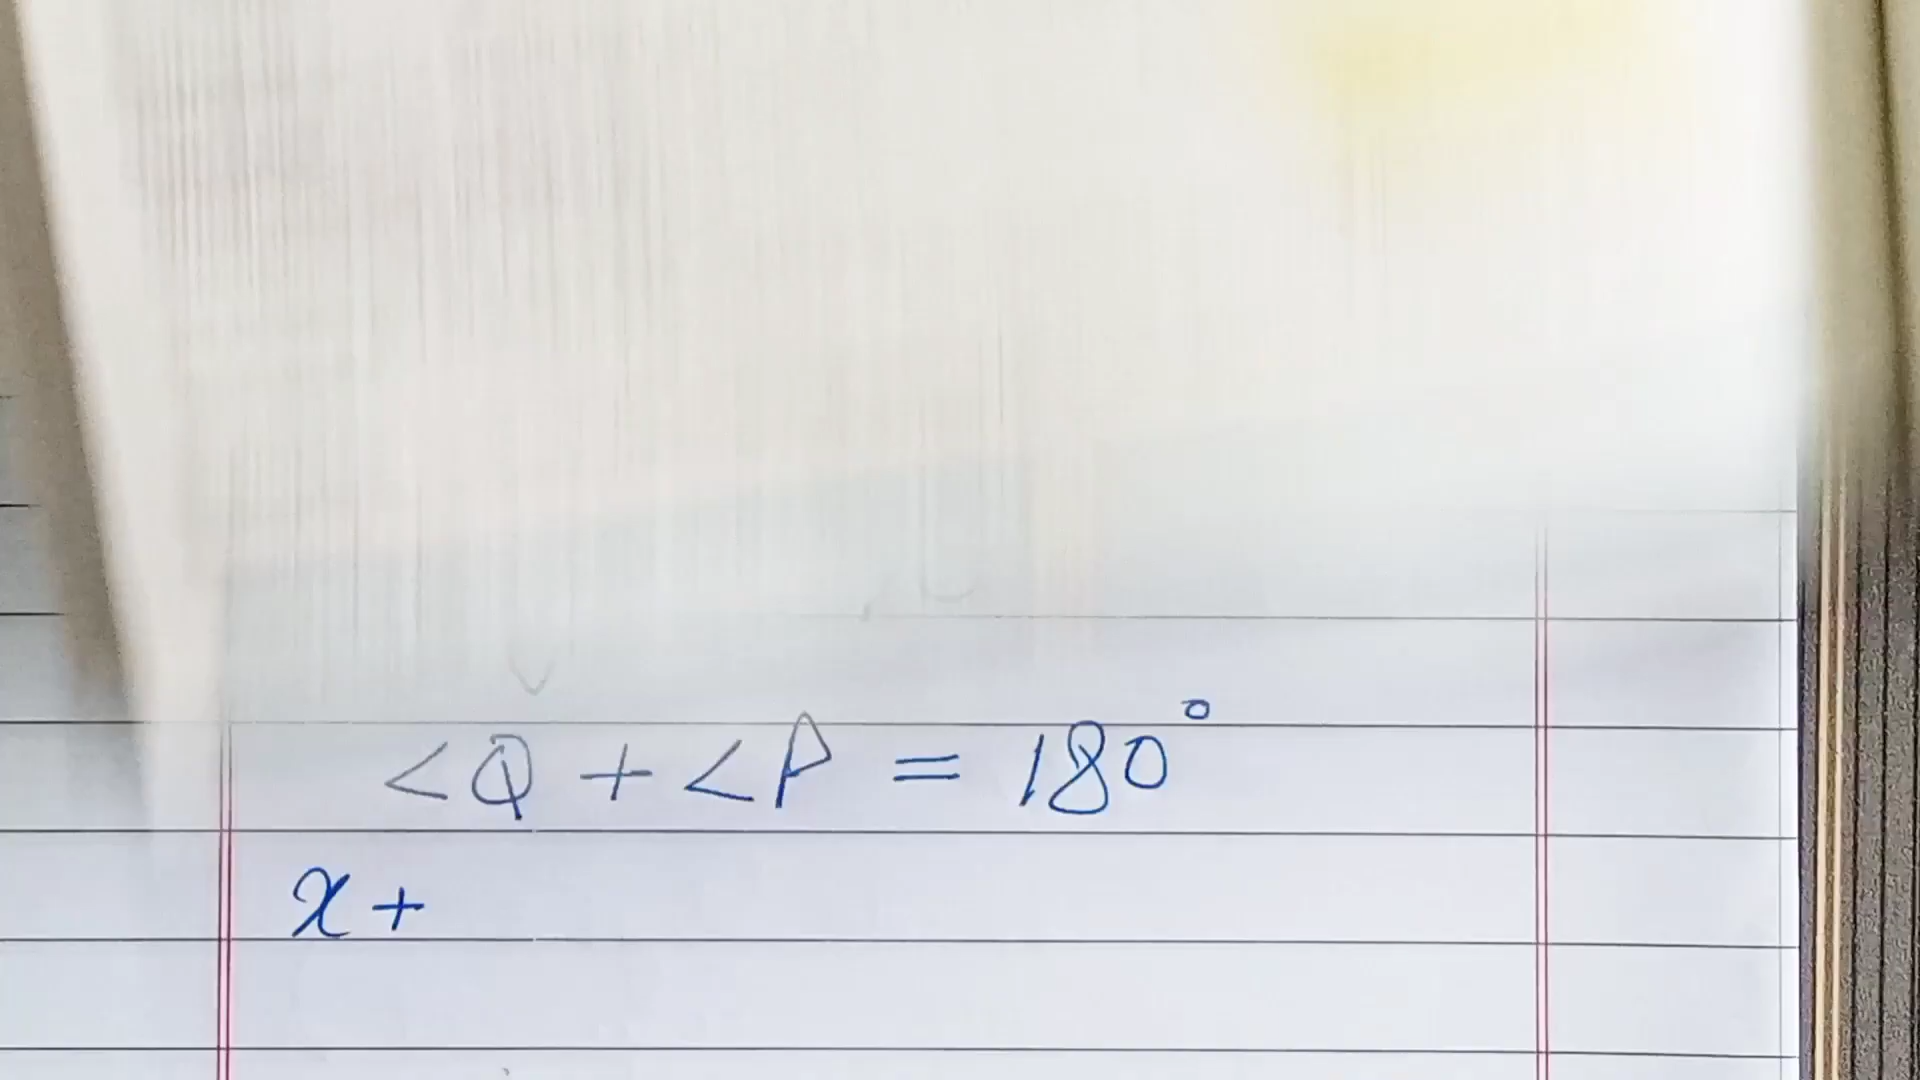 <Q + <P = 180°
x +